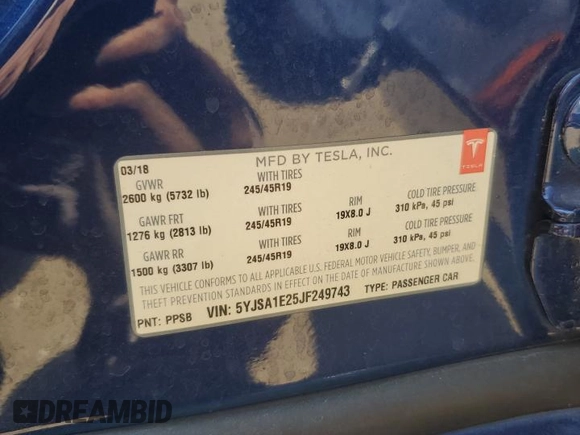 03/18
MFD BY TESLA, INC.
TESLA
GVWR
2600 kg (5732 lb)
WITH TIRES
245/45R19
GAWR FRT
1276 kg (2813 lb)
WITH TIRES
245/45R19
RIM
19X8.0 J
COLD TIRE PRESSURE
310 kPa, 45 psi
GAWR RR
1500 kg (3307 lb)
WITH TIRES
245/45R19
RIM
19X8.0 J
COLD TIRE PRESSURE
310 kPa, 45 psi
THIS VEHICLE CONFORMS TO ALL APPLICABLE U.S. FEDERAL MOTOR VEHICLE SAFETY, BUMPER, AND
THEFT PREVENTION STANDARDS IN EFFECT ON THE DATE OF MANUFACTURE SHOWN ABOVE.
PNT: PPSB VIN: 5YJSA1E25JF249743 TYPE: PASSENGER CAR
DREAMBID